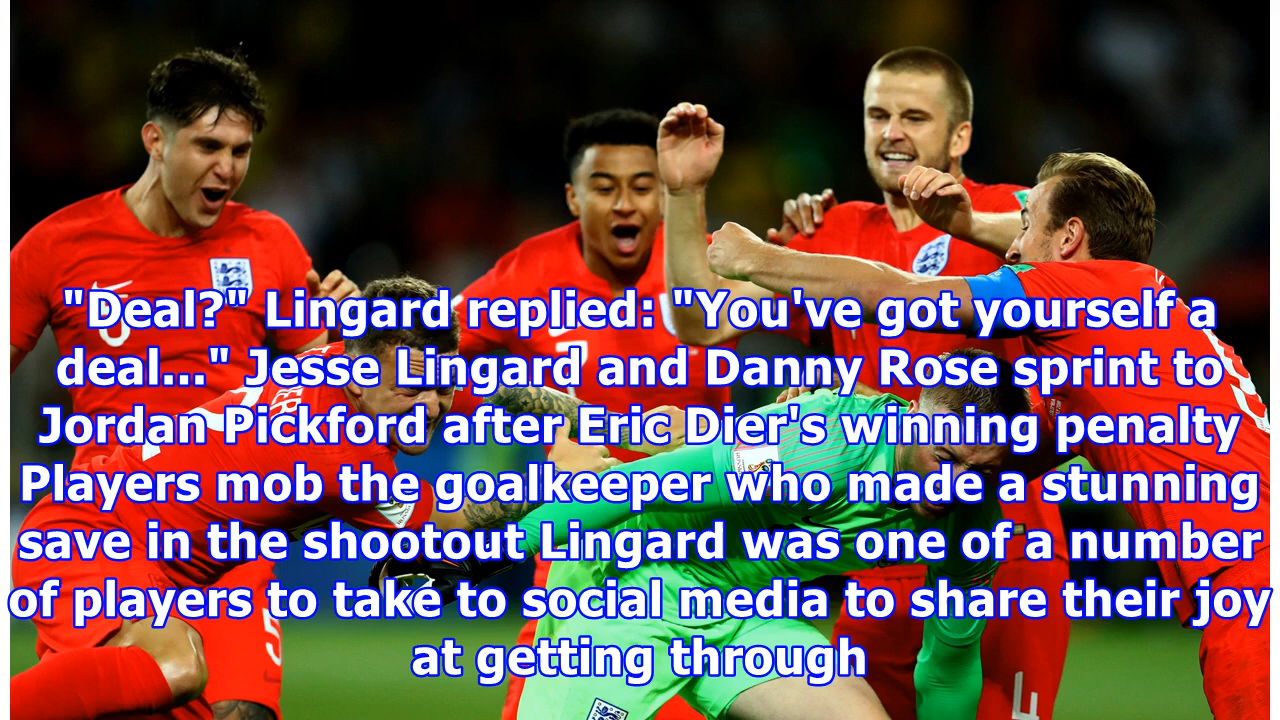 "Deal?" Lingard replied: "You've got yourself a
deal..." Jesse Lingard and Danny Rose sprint to
Jordan Pickford after Eric Dier's winning penalty
Players mob the goalkeeper who made a stunning
save in the shootout Lingard was one of a number
of players to take to social media to share their joy
at getting through